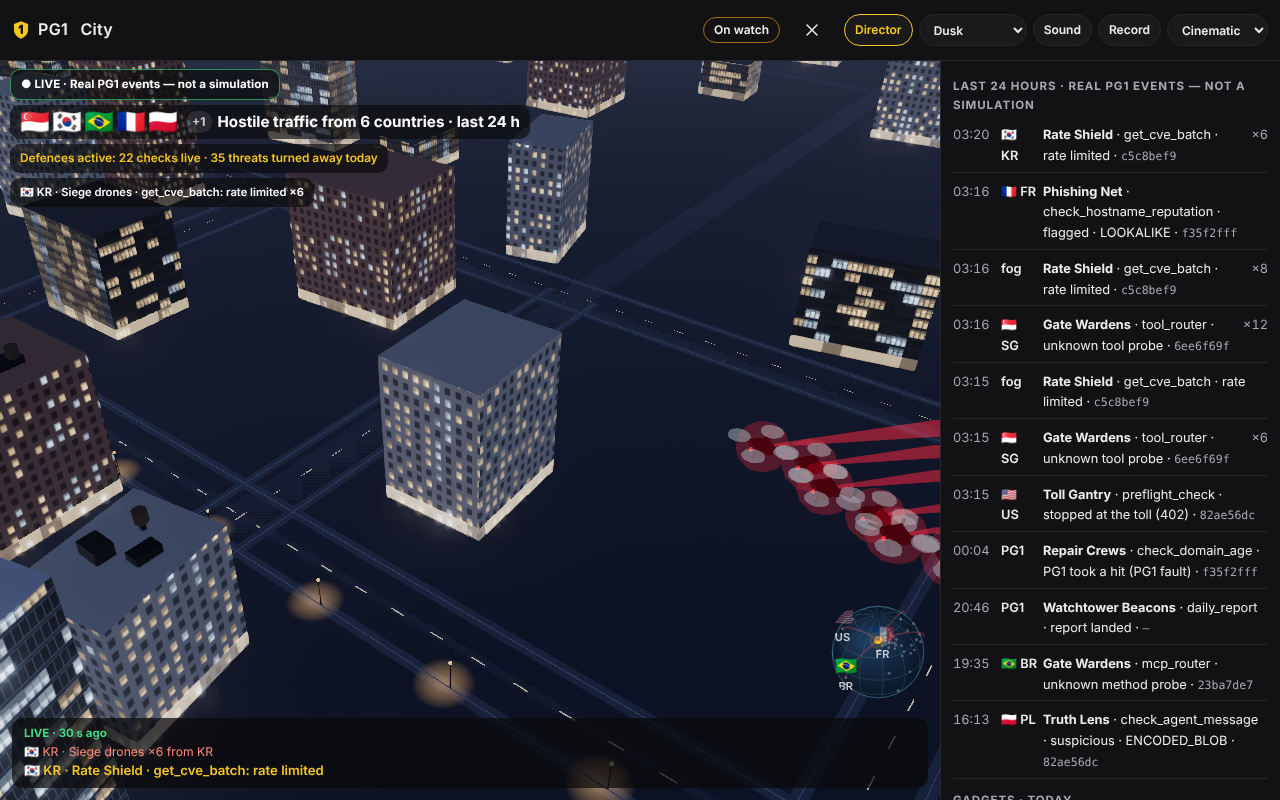 PG1 City
On watch
Director
Dusk
Sound
Record
Cinematic
● LIVE · Real PG1 events — not a simulation
+1 Hostile traffic from 6 countries · last 24 h
Defences active: 22 checks live · 35 threats turned away today
🇰🇷 KR · Siege drones · get_cve_batch: rate limited ×6
US
FR
BR
LIVE · 30 s ago
🇰🇷 KR · Siege drones ×6 from KR
🇰🇷 KR · Rate Shield · get_cve_batch: rate limited
LAST 24 HOURS · REAL PG1 EVENTS — NOT A
SIMULATION
03:20 🇰🇷 KR Rate Shield · get_cve_batch · ×6
rate limited · c5c8bef9
03:16 🇫🇷 FR Phishing Net ·
check_hostname_reputation ·
flagged · LOOKALIKE · f35f2fff
03:16 fog Rate Shield · get_cve_batch · ×8
rate limited · c5c8bef9
03:16 🇸🇬 SG Gate Wardens · tool_router · ×12
unknown tool probe · 6ee6f69f
03:15 fog Rate Shield · get_cve_batch · rate
limited · c5c8bef9
03:15 🇸🇬 SG Gate Wardens · tool_router · ×6
unknown tool probe · 6ee6f69f
03:15 🇺🇸 US Toll Gantry · preflight_check ·
stopped at the toll (402) · 82ae56dc
00:04 PG1 Repair Crews · check_domain_age ·
PG1 took a hit (PG1 fault) · f35f2fff
20:46 PG1 Watchtower Beacons · daily_report
· report landed · —
19:35 🇧🇷 BR Gate Wardens · mcp_router ·
unknown method probe · 23ba7de7
16:13 🇵🇱 PL Truth Lens · check_agent_message
· suspicious · ENCODED_BLOB ·
82ae56dc
GADGETS · TODAY